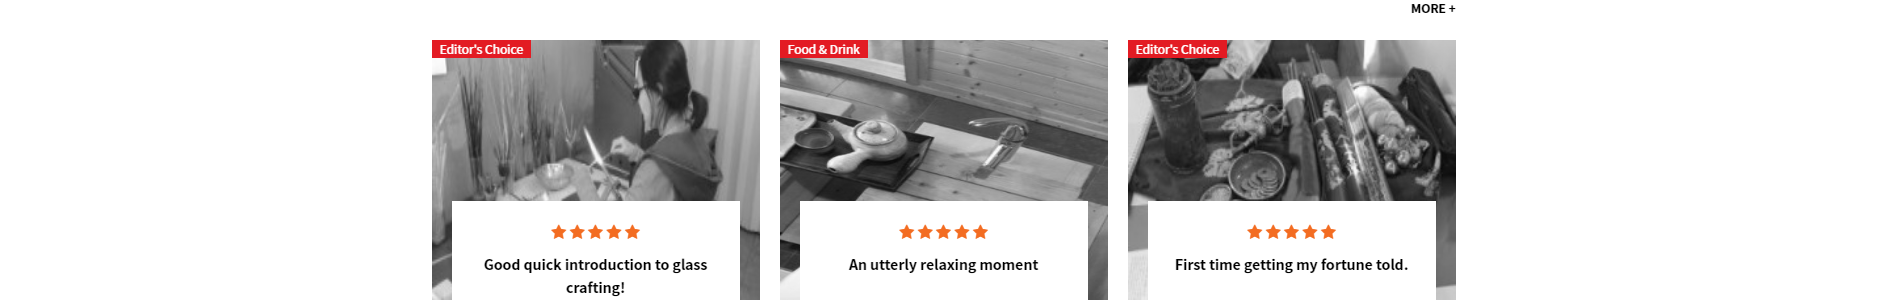 MORE +
Editor's Choice
Food & Drink
Editor's Choice
Good quick introduction to glass
crafting!
An utterly relaxing moment
First time getting my fortune told.